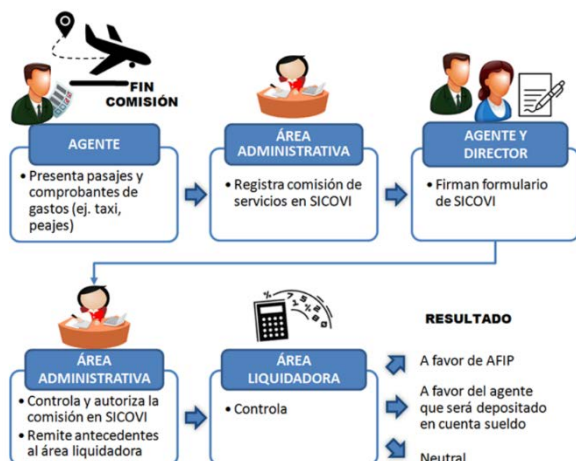 FIN
COMISIÓN
AGENTE
• Presenta pasajes y
comprobantes de
gastos (ej. taxi,
peajes)
ÁREA
ADMINISTRATIVA
• Registra comisión de
servicios en SICOVI
AGENTE Y
DIRECTOR
• Firman formulario
de SICOVI
ÁREA
ADMINISTRATIVA
• Controla y autoriza la
comisión en SICOVI
• Remite antecedentes
al área liquidadora
ÁREA
LIQUIDADORA
• Controla
RESULTADO
A favor de AFIP
A favor del agente
que será depositado
en cuenta sueldo
Neutral